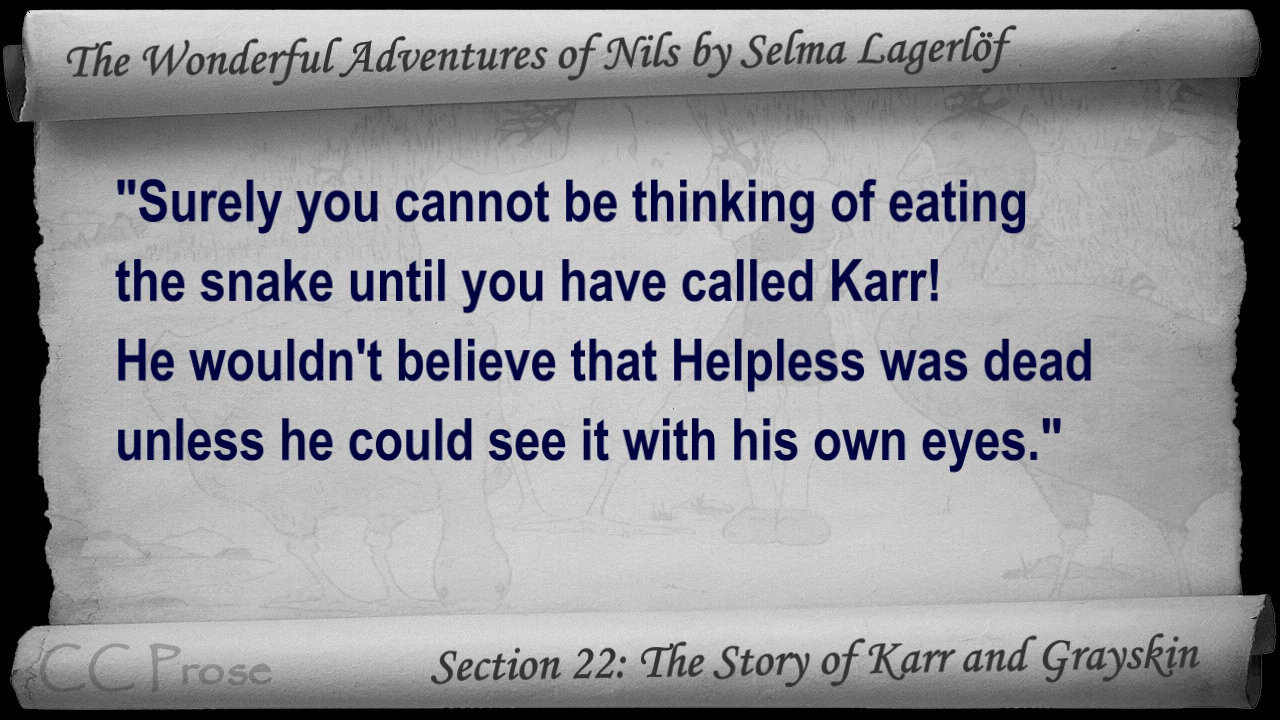 The Wonderful Adventures of Nils by Selma Lagerlöf
"Surely you cannot be thinking of eating
the snake until you have called Karr!
He wouldn't believe that Helpless was dead
unless he could see it with his own eyes."
CC Prose
Section 22: The Story of Karr and Grayskin